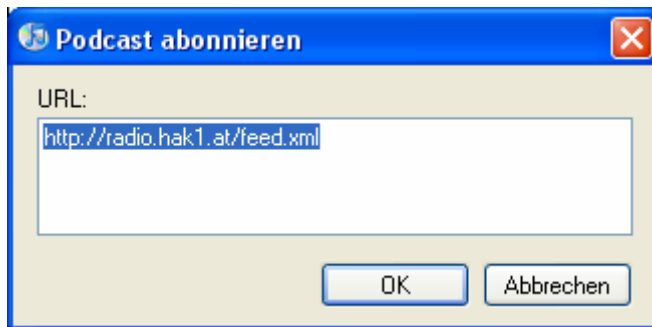 Podcast abonnieren
URL:
http://radio.hak1.at/feed.xml
OK Abbrechen